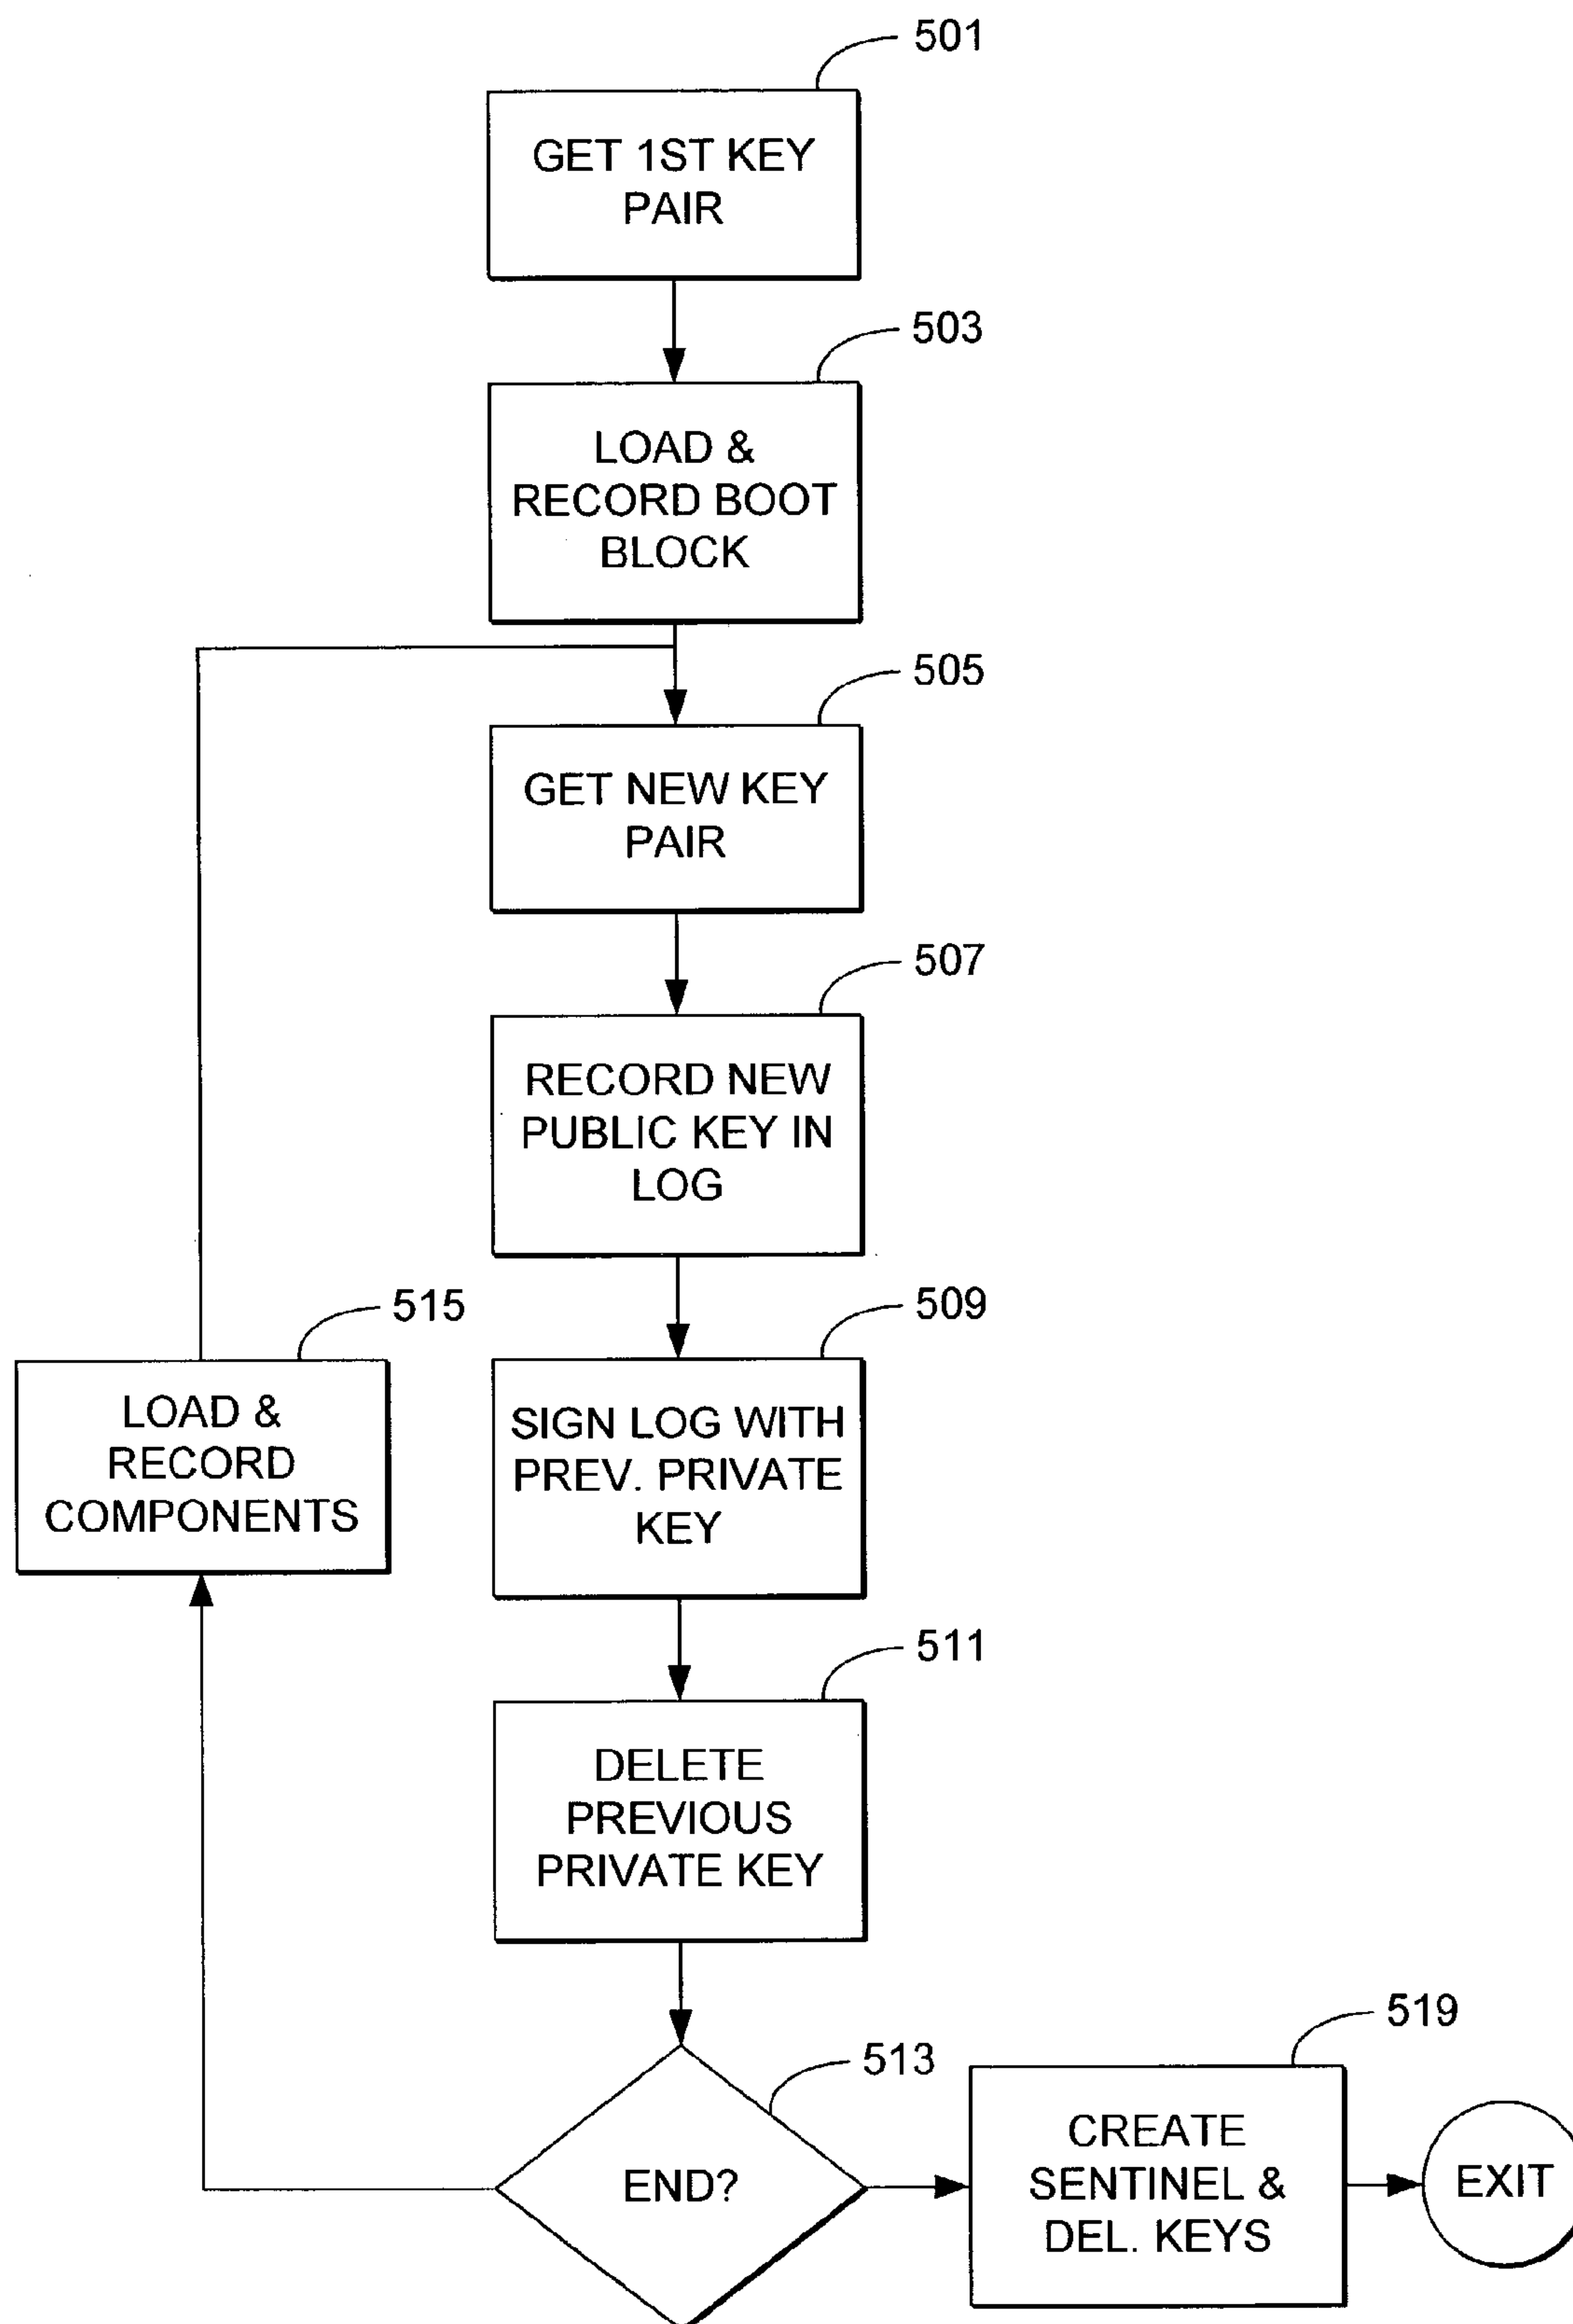 501
GET 1ST KEY
PAIR
503
LOAD &
RECORD BOOT
BLOCK
505
GET NEW KEY
PAIR
507
RECORD NEW
PUBLIC KEY IN
LOG
515
LOAD &
RECORD
COMPONENTS
509
SIGN LOG WITH
PREV. PRIVATE
KEY
511
DELETE
PREVIOUS
PRIVATE KEY
513
END?
519
CREATE
SENTINEL &
DEL. KEYS
EXIT